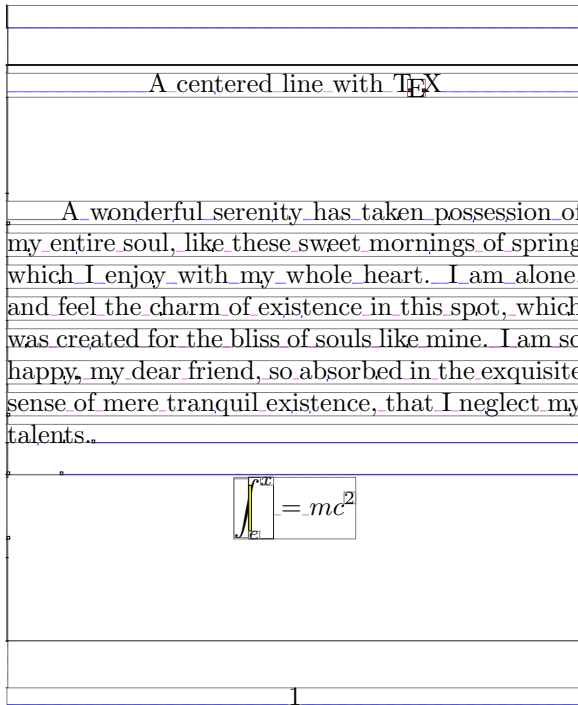 A centered line with TEX
A wonderful serenity has taken possession of
my entire soul, like these sweet mornings of spring
which I enjoy with my whole heart. I am alone,
and feel the charm of existence in this spot, which
was created for the bliss of souls like mine. I am so
happy, my dear friend, so absorbed in the exquisite
sense of mere tranquil existence, that I neglect my
talents.
∫ₑˣ = mc²
1